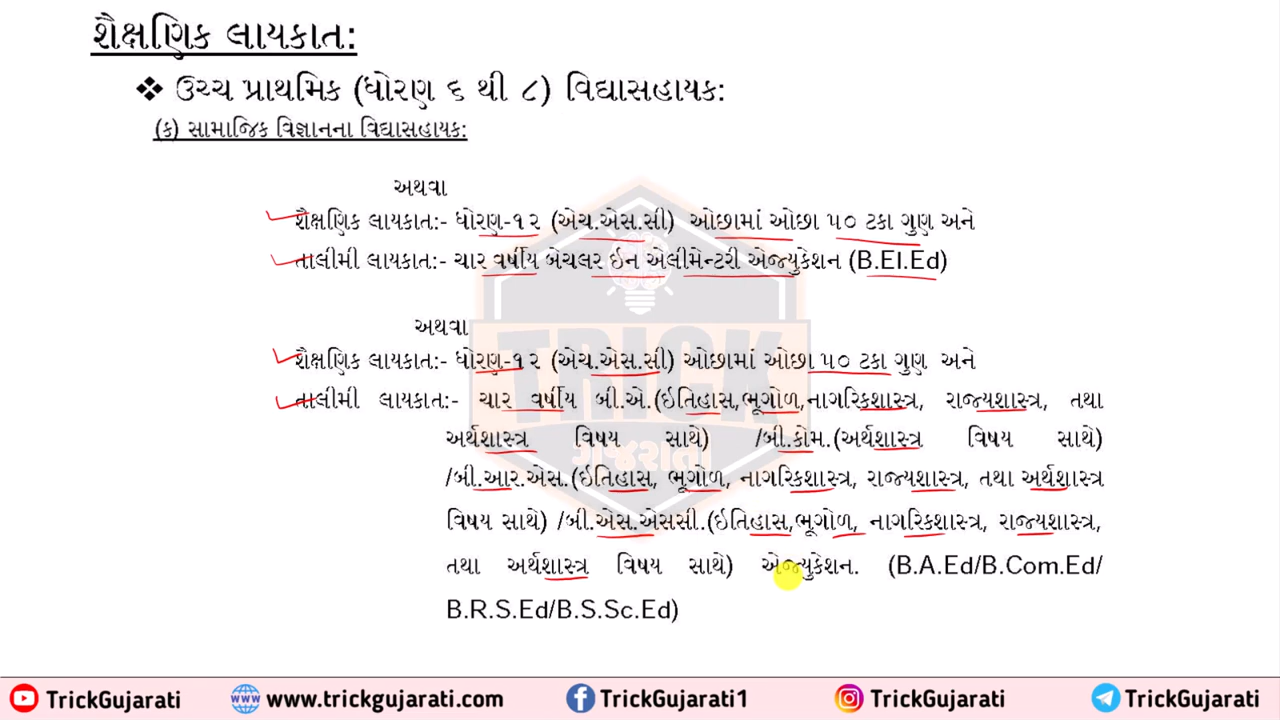 શૈક્ષણિક લાયકાત:
❖ ઉચ્ચ પ્રાથમિક (ધોરણ ૬ થી ૮) વિદ્યાસહાયક:
(ક) સામાજિક વિજ્ઞાનના વિદ્યાસહાયક:
અથવા
શૈક્ષણિક લાયકાત:- ધોરણ-૧૨ (એચ.એસ.સી) ઓછામાં ઓછા ૫૦ ટકા ગુણ અને
તાલીમી લાયકાત:- ચાર વર્ષીય બેચલર ઇન એલીમેન્ટરી એજ્યુકેશન (B.EI.Ed)
અથવા
શૈક્ષણિક લાયકાત:- ધોરણ-૧૨ (એચ.એસ.સી) ઓછામાં ઓછા ૫૦ ટકા ગુણ અને
તાલીમી લાયકાત:- ચાર વર્ષીય બી.એ.(ઇતિહાસ,ભૂગોળ,નાગરિકશાસ્ત્ર, રાજ્યશાસ્ત્ર, તથા
અર્થશાસ્ત્ર વિષય સાથે) /બી.કોમ.(અર્થશાસ્ત્ર વિષય સાથે)
/બી.આર.એસ.(ઇતિહાસ, ભૂગોળ, નાગરિકશાસ્ત્ર, રાજ્યશાસ્ત્ર, તથા અર્થશાસ્ત્ર
વિષય સાથે) /બી.એસ.એસસી.(ઇતિહાસ,ભૂગોળ, નાગરિકશાસ્ત્ર, રાજ્યશાસ્ત્ર,
તથા અર્થશાસ્ત્ર વિષય સાથે) એજ્યુકેશન. (B.A.Ed/B.Com.Ed/
B.R.S.Ed/B.S.Sc.Ed)
TRICK
ગુજરાતી
TrickGujarati www.trickgujarati.com TrickGujarati1 TrickGujarati TrickGujarati